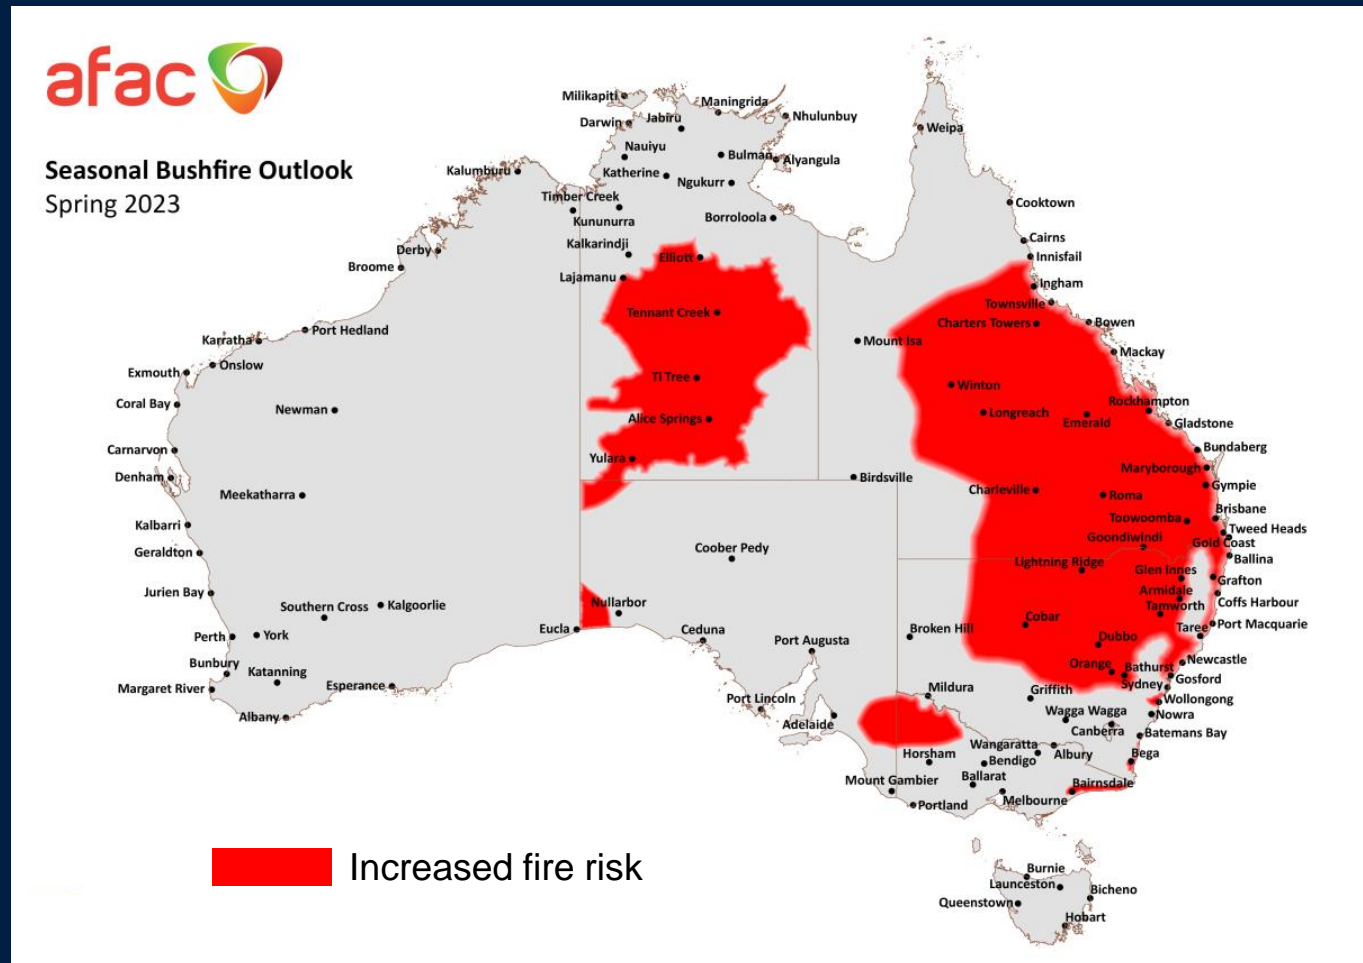 afac
Seasonal Bushfire Outlook
Spring 2023
Milikapiti
Maningrida
Darwin
Jabiru
Nhulunbuy
Weipa
Nauiyu
Bulman
Alyangula
Kalumburu
Katherine
Ngukurr
Timber Creek
Kununurra
Borroloola
Cooktown
Kalkarindji
Cairns
Derby
Elliott
Innisfail
Broome
Lajamanu
Ingham
Townsville
Tennant Creek
Charters Towers
Bowen
Port Hedland
Karratha
Mount Isa
Mackay
Onslow
Exmouth
Ti Tree
Winton
Coral Bay
Newman
Rockhampton
Alice Springs
Longreach
Emerald
Gladstone
Carnarvon
Bundaberg
Yulara
Maryborough
Denham
Birdsville
Gympie
Meekatharra
Charleville
Roma
Brisbane
Kalbarri
Toowoomba
Tweed Heads
Goondiwindi
Gold Coast
Geraldton
Coober Pedy
Ballina
Lightning Ridge
Glen Innes
Grafton
Jurien Bay
Armidale
Southern Cross
Kalgoorlie
Nullarbor
Tamworth
Coffs Harbour
Cobar
Port Macquarie
Perth
York
Eucla
Ceduna
Broken Hill
Taree
Port Augusta
Dubbo
Bunbury
Katanning
Orange
Bathurst
Newcastle
Margaret River
Esperance
Sydney
Gosford
Mildura
Griffith
Port Lincoln
Wollongong
Albany
Adelaide
Wagga Wagga
Nowra
Canberra
Batemans Bay
Wangaratta
Horsham
Albury
Bega
Bendigo
Mount Gambier
Ballarat
Bairnsdale
Portland
Melbourne
Increased fire risk
Burnie
Launceston
Bicheno
Queenstown
Hobart